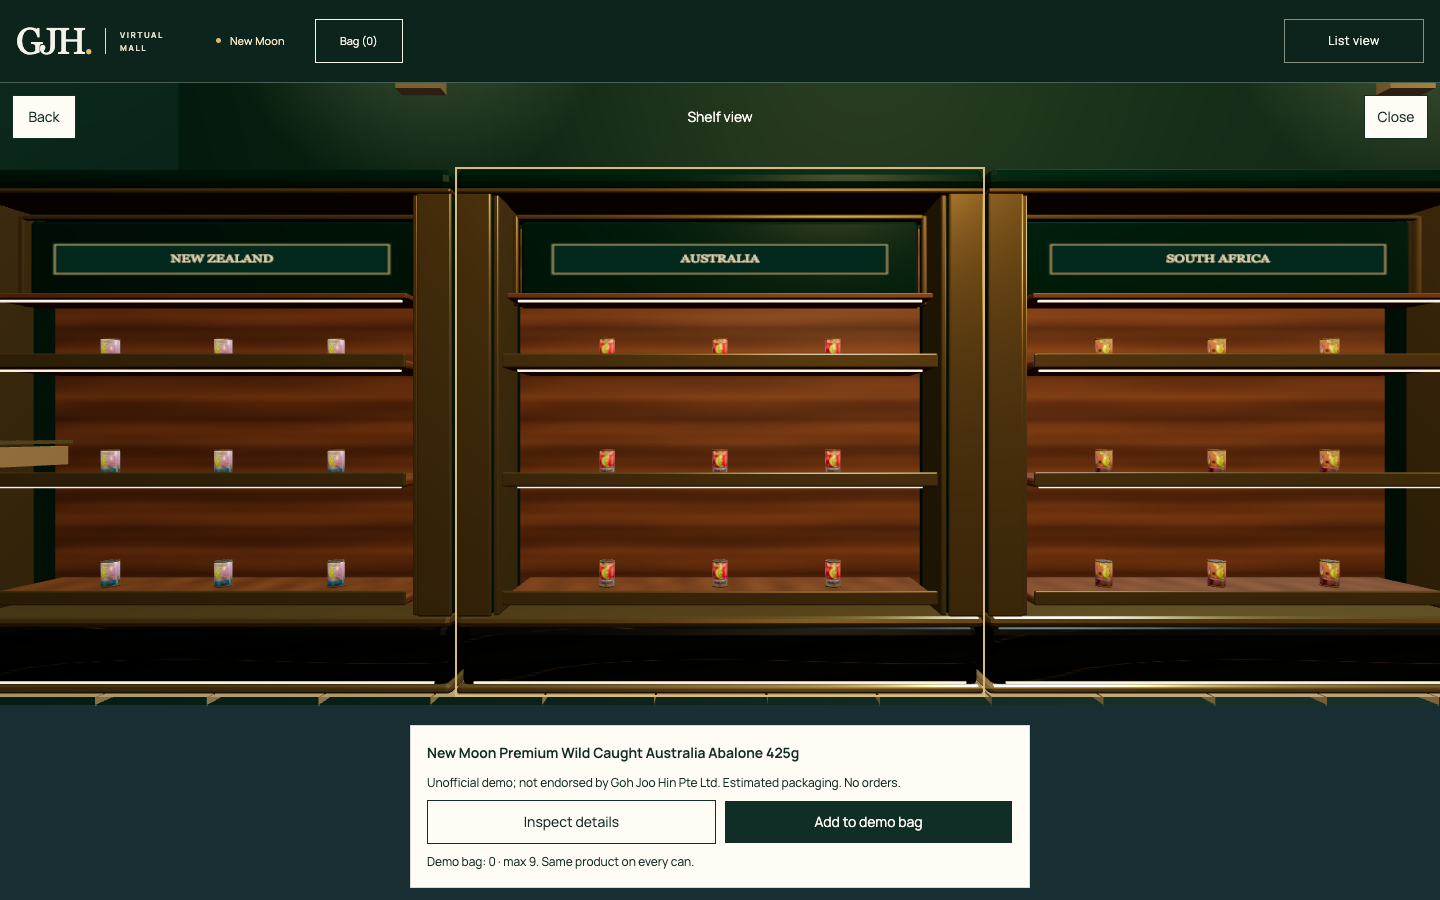 GJH.
VIRTUAL
MALL
New Moon
Bag (0)
List view
Back
Shelf view
Close
NEW ZEALAND
AUSTRALIA
SOUTH AFRICA
New Moon Premium Wild Caught Australia Abalone 425g
Unofficial demo; not endorsed by Goh Joo Hin Pte Ltd. Estimated packaging. No orders.
Inspect details
Add to demo bag
Demo bag: 0 · max 9. Same product on every can.